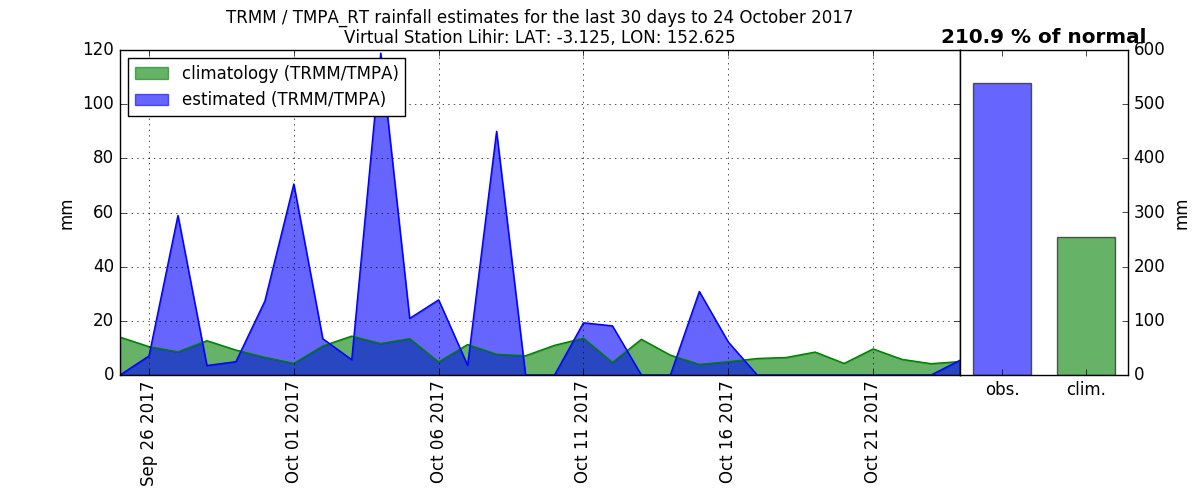 TRMM / TMPA_RT rainfall estimates for the last 30 days to 24 October 2017
Virtual Station Lihir: LAT: -3.125, LON: 152.625
210.9 % of normal
climatology (TRMM/TMPA)
estimated (TRMM/TMPA)
120
100
80
60
40
20
0
mm
Sep 26 2017
Oct 01 2017
Oct 06 2017
Oct 11 2017
Oct 16 2017
Oct 21 2017
600
500
400
300
200
100
0
mm
obs.
clim.